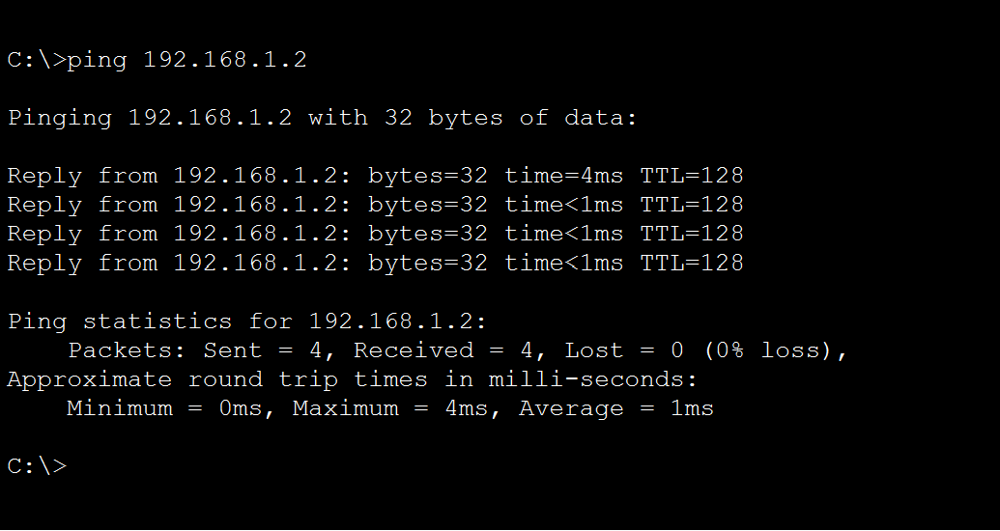 C:\>ping 192.168.1.2
Pinging 192.168.1.2 with 32 bytes of data:
Reply from 192.168.1.2: bytes=32 time=4ms TTL=128
Reply from 192.168.1.2: bytes=32 time<1ms TTL=128
Reply from 192.168.1.2: bytes=32 time<1ms TTL=128
Reply from 192.168.1.2: bytes=32 time<1ms TTL=128
Ping statistics for 192.168.1.2:
    Packets: Sent = 4, Received = 4, Lost = 0 (0% loss),
Approximate round trip times in milli-seconds:
    Minimum = 0ms, Maximum = 4ms, Average = 1ms
C:\>